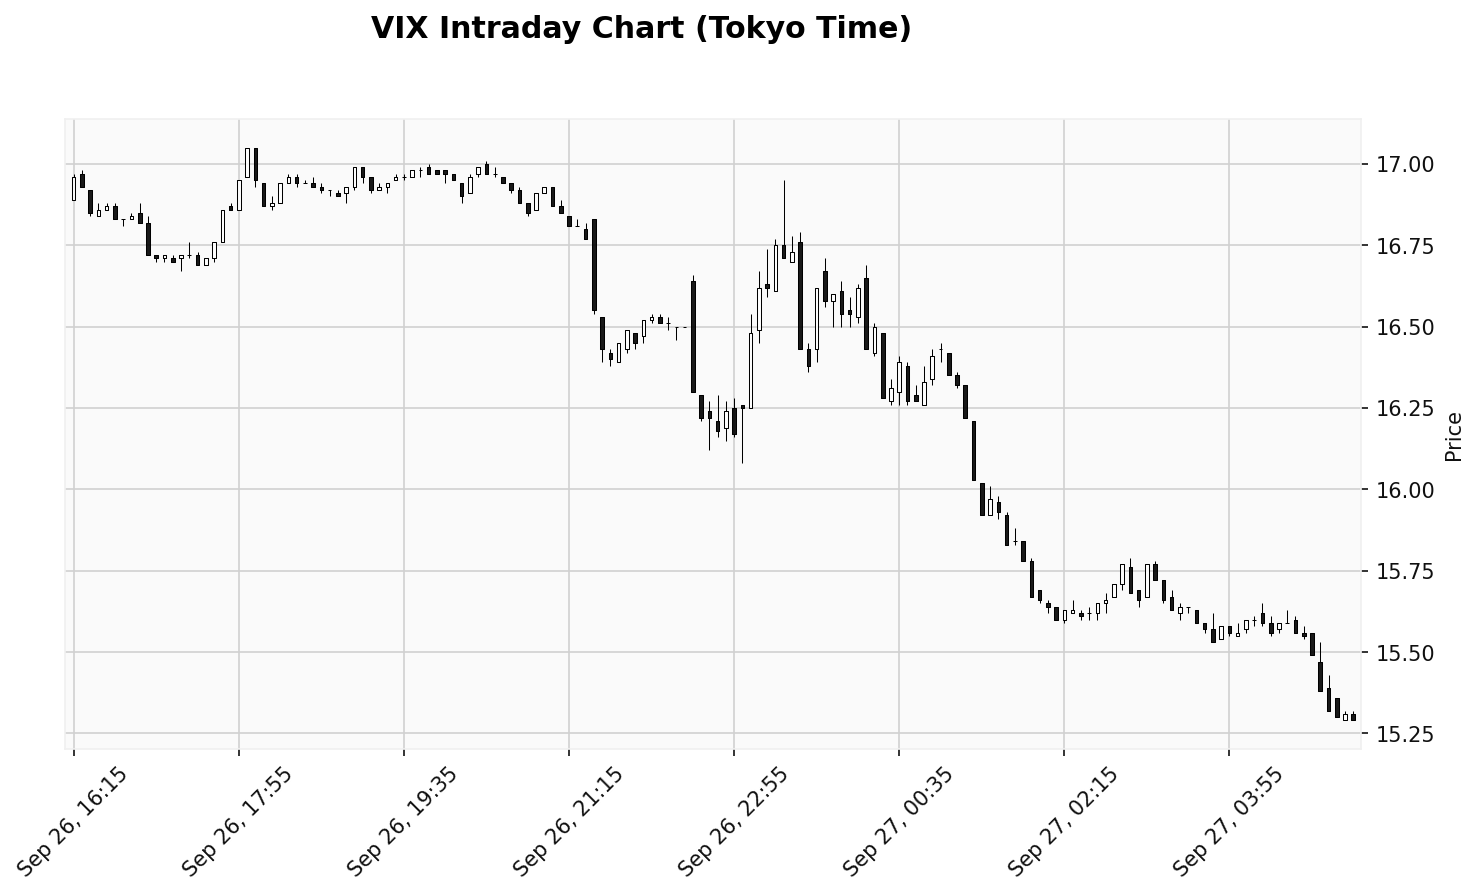 VIX Intraday Chart (Tokyo Time)
17.00
16.75
16.50
16.25
16.00
15.75
15.50
15.25
Price
Sep 26, 16:15
Sep 26, 17:55
Sep 26, 19:35
Sep 26, 21:15
Sep 26, 22:55
Sep 27, 00:35
Sep 27, 02:15
Sep 27, 03:55